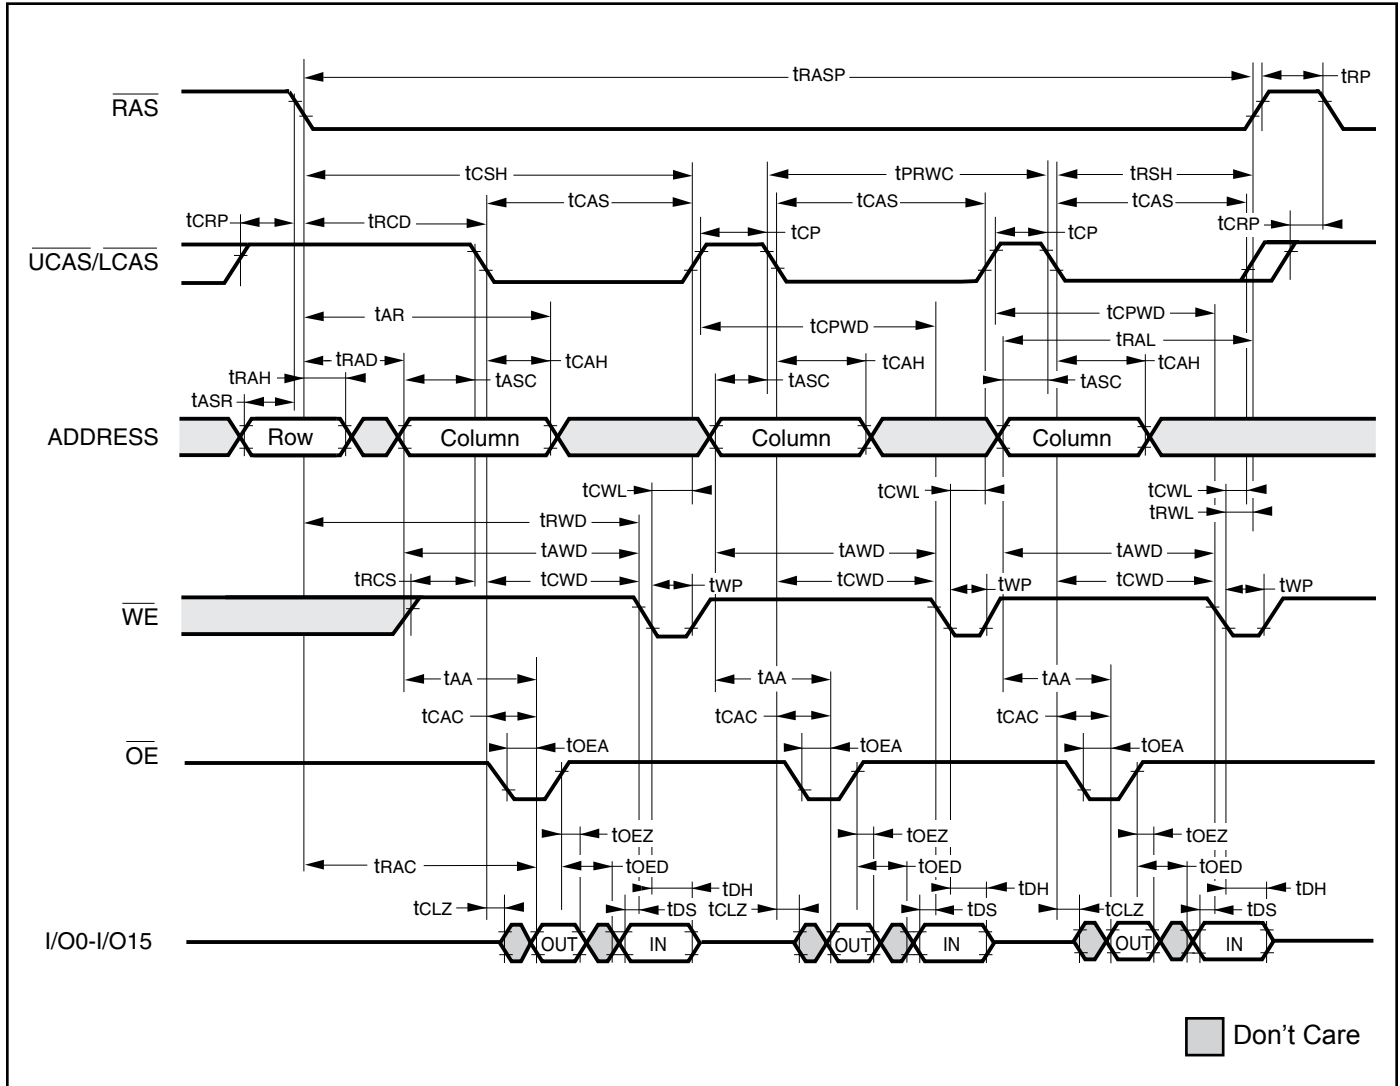 tRASP tRP
RAS
tCSH tPRWC tRSH
tCAS tCAS tCAS
tCRP tRCD tCP tCP tCRP
UCAS/LCAS
tAR tCPWD tCPWD
tRAL
tRAD tCAH tCAH tCAH
tRAH tASC tASC tASC
tASR
ADDRESS Row Column Column Column
tCWL tCWL tCWL
tRWD tRWL
tAWD tAWD tAWD
tRCS tCWD tWP tCWD tWP tCWD tWP
WE
tAA tAA tAA
tCAC tCAC tCAC
OE tOEA tOEA tOEA
tOEZ tOEZ tOEZ
tRAC tOED tOED tOED
tDH tDH tDH
tCLZ tDS tCLZ tDS tCLZ tDS
I/O0-I/O15 OUT IN OUT IN OUT IN
Don't Care